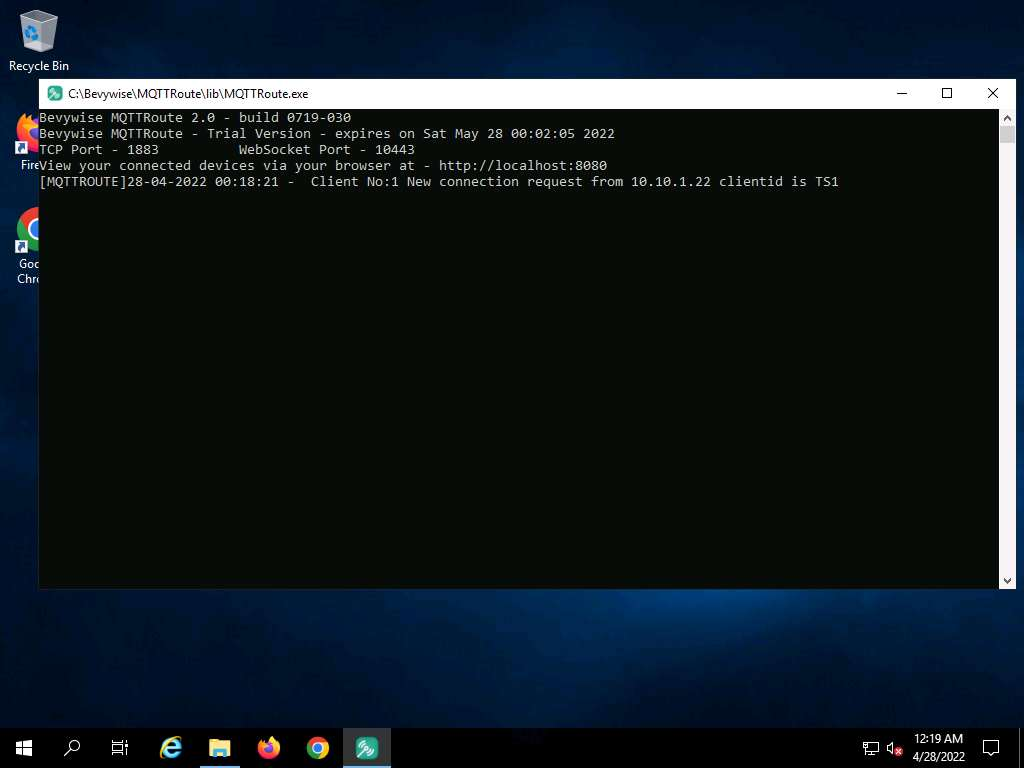 Recycle Bin
C:\Bevywise\MQTTRoute\lib\MQTTRoute.exe
Bevywise MQTTRoute 2.0 - build 0719-030
Bevywise MQTTRoute - Trial Version - expires on Sat May 28 00:02:05 2022
TCP Port - 1883 WebSocket Port - 10443
View your connected devices via your browser at - http://localhost:8080
[MQTTROUTE]28-04-2022 00:18:21 - Client No:1 New connection request from 10.10.1.22 clientid is TS1
Fire
Goo
Chro
12:19 AM
4/28/2022